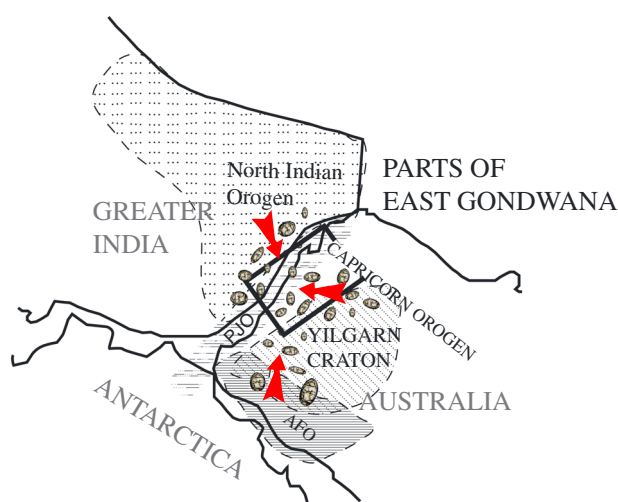 North Indian
Orogen
PARTS OF
EAST GONDWANA
GREATER
INDIA
CAPRICORN OROGEN
PJO
YILGARN
CRATON
AUSTRALIA
ANTARCTICA
AFO